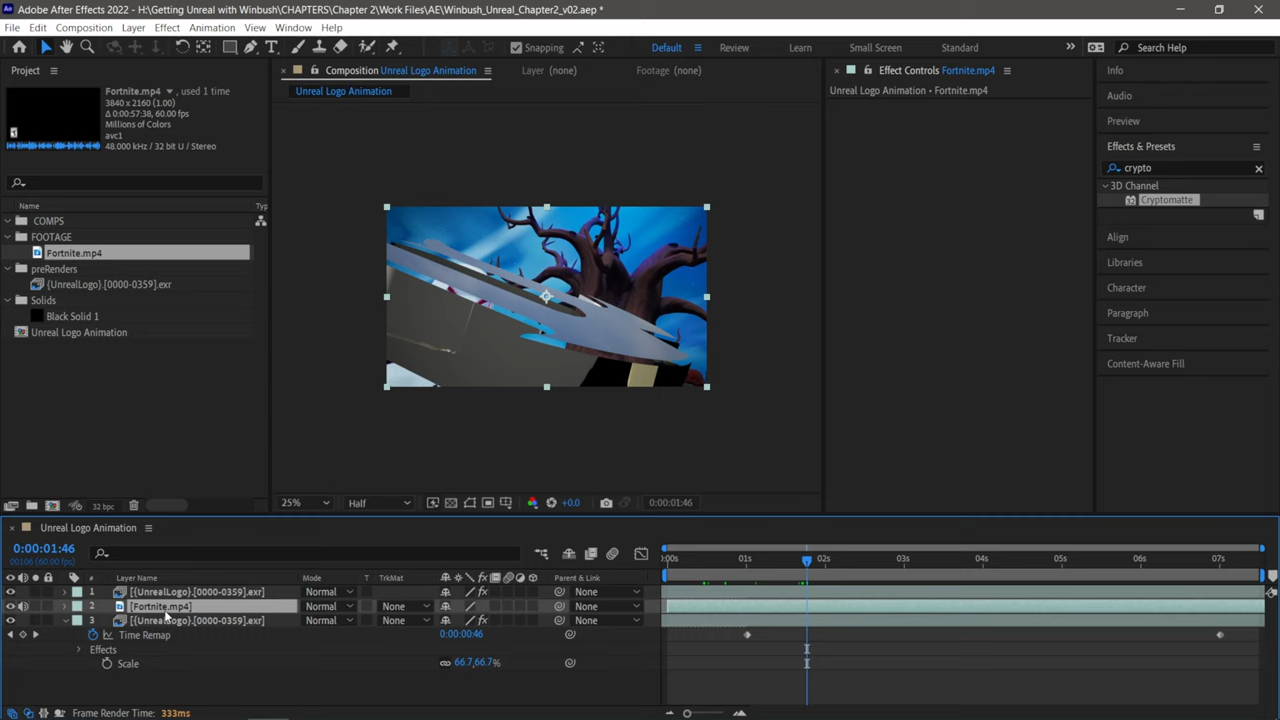 Adobe After Effects 2022 - C:\Getting Unreal with Winbush\CHAPTERS\Chapter 2\Work Files\AE\Winbush_Unreal_Chapter2_v02.aep *
File Edit Composition Layer Effect Animation View Window Help
Snapping Default Review Learn Small Screen Standard Search Help
Project
Composition Unreal Logo Animation Layer (none) Footage (none)
Effect Controls Fortnite.mp4
Info
Unreal Logo Animation
Unreal Logo Animation • Fortnite.mp4
Fortnite.mp4 , used 1 time
3840 x 2160 (1.00)
Δ 0:00:57:38, 60.00 fps
Millions of Colors
avc1
48.000 kHz / 32 bit U / Stereo
Audio
Preview
Effects & Presets
crypto
3D Channel
Cryptomatte
Align
Libraries
Character
Paragraph
Tracker
Content-Aware Fill
Name Typ
COMPS
FOOTAGE
Fortnite.mp4
preRenders
{UnrealLogo}.[0000-0359].exr
Solids
Black Solid 1
Unreal Logo Animation
32 bpc
25% Half +0.0 0:00:01:46
Unreal Logo Animation
0:00:01:46
00106 (60.00 fps)
:00s 01s 02s 03s 04s 05s 06s 07s
# Layer Name Mode T TrkMat Parent & Link
1 [{UnrealLogo}.[0000-0359].exr Normal None
2 [Fortnite.mp4] Normal None None
3 [{UnrealLogo}.[0000-0359].exr Normal None None
Time Remap 0:00:00:46
Effects
Scale 66.7,66.7%
Frame Render Time: 333ms